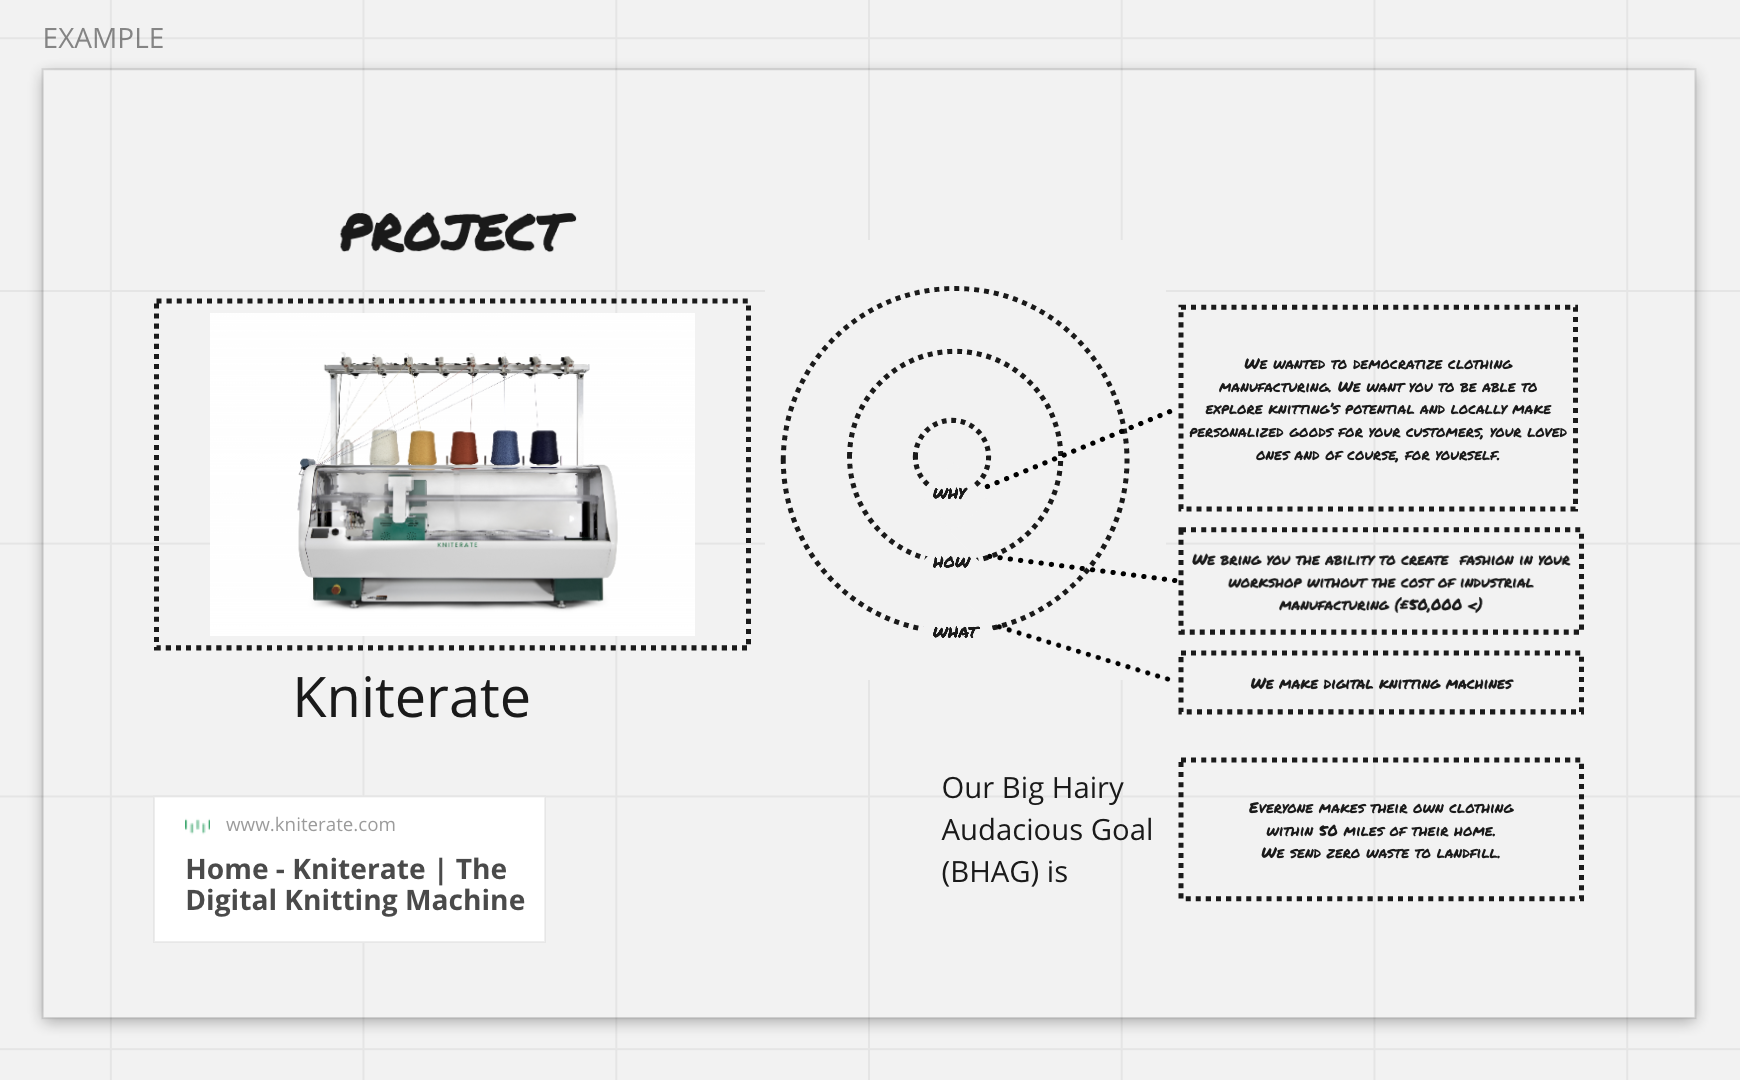 EXAMPLE
PROJECT
KNITERATE
Kniterate
www.kniterate.com
Home - Kniterate | The
Digital Knitting Machine
WHY
HOW
WHAT
We wanted to democratize clothing
manufacturing. We want you to be able to
explore knitting's potential and locally make
personalized goods for your customers, your loved
ones and of course, for yourself.
We bring you the ability to create  fashion in your
workshop without the cost of industrial
manufacturing (£50,000 <)
We make digital knitting machines
Our Big Hairy
Audacious Goal
(BHAG) is
Everyone makes their own clothing
within 50 miles of their home.
We send zero waste to landfill.